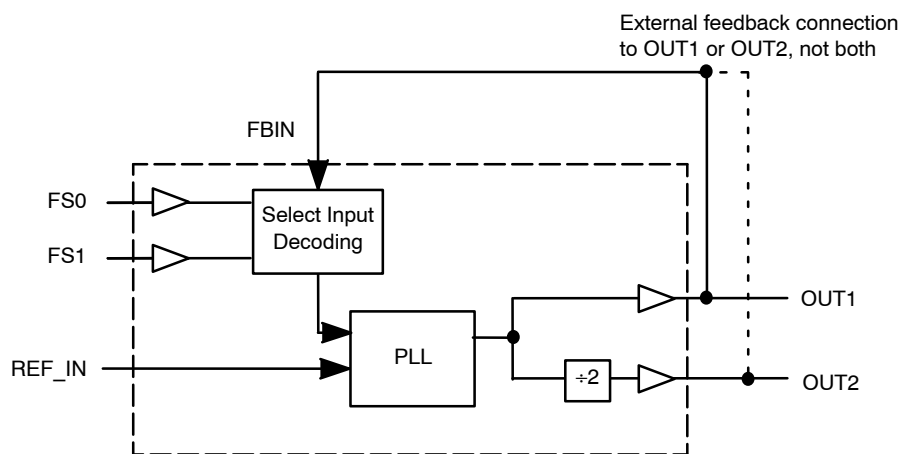 External feedback connection
to OUT1 or OUT2, not both
FBIN
FS0
Select Input
Decoding
FS1
OUT1
PLL
REF_IN
÷2
OUT2